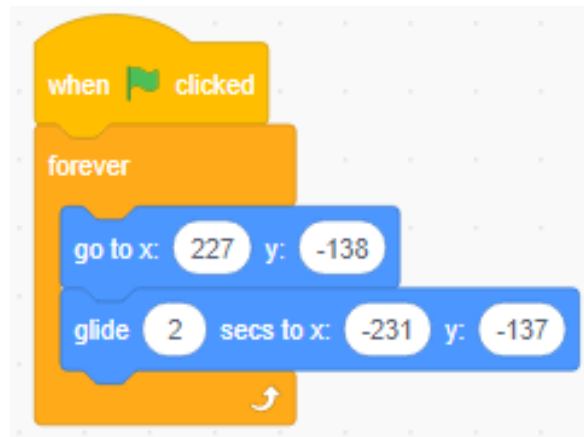 when clicked
forever
go to x: 227 y: -138
glide 2 secs to x: -231 y: -137